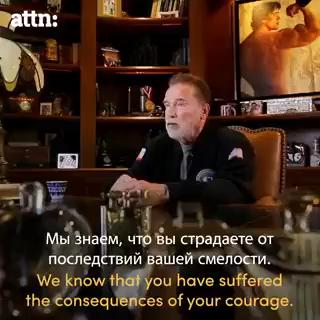 attn:
Мы знаем, что вы страдаете от
последствий вашей смелости.
We know that you have suffered
the consequences of your courage.